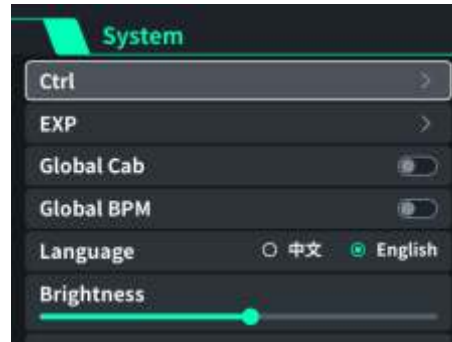 System
Ctrl
EXP
Global Cab
Global BPM
Language 中文 English
Brightness